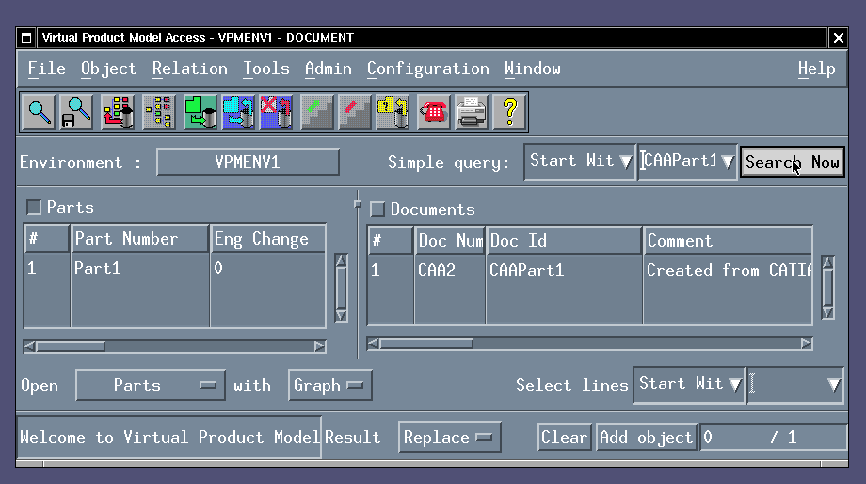 Virtual Product Model Access - VPMENV1 - DOCUMENT
File Object Relation Tools Admin Configuration Window Help
Environment : VPMENV1 Simple query: Start Wit CAAPart1 Search Now
Parts
# Part Number Eng Change
1 Part1 0
Documents
# Doc Num Doc Id Comment
1 CAA2 CAAPart1 Created from CATIA
Open Parts with Graph Select lines Start Wit
Welcome to Virtual Product Model Result Replace Clear Add object 0 / 1